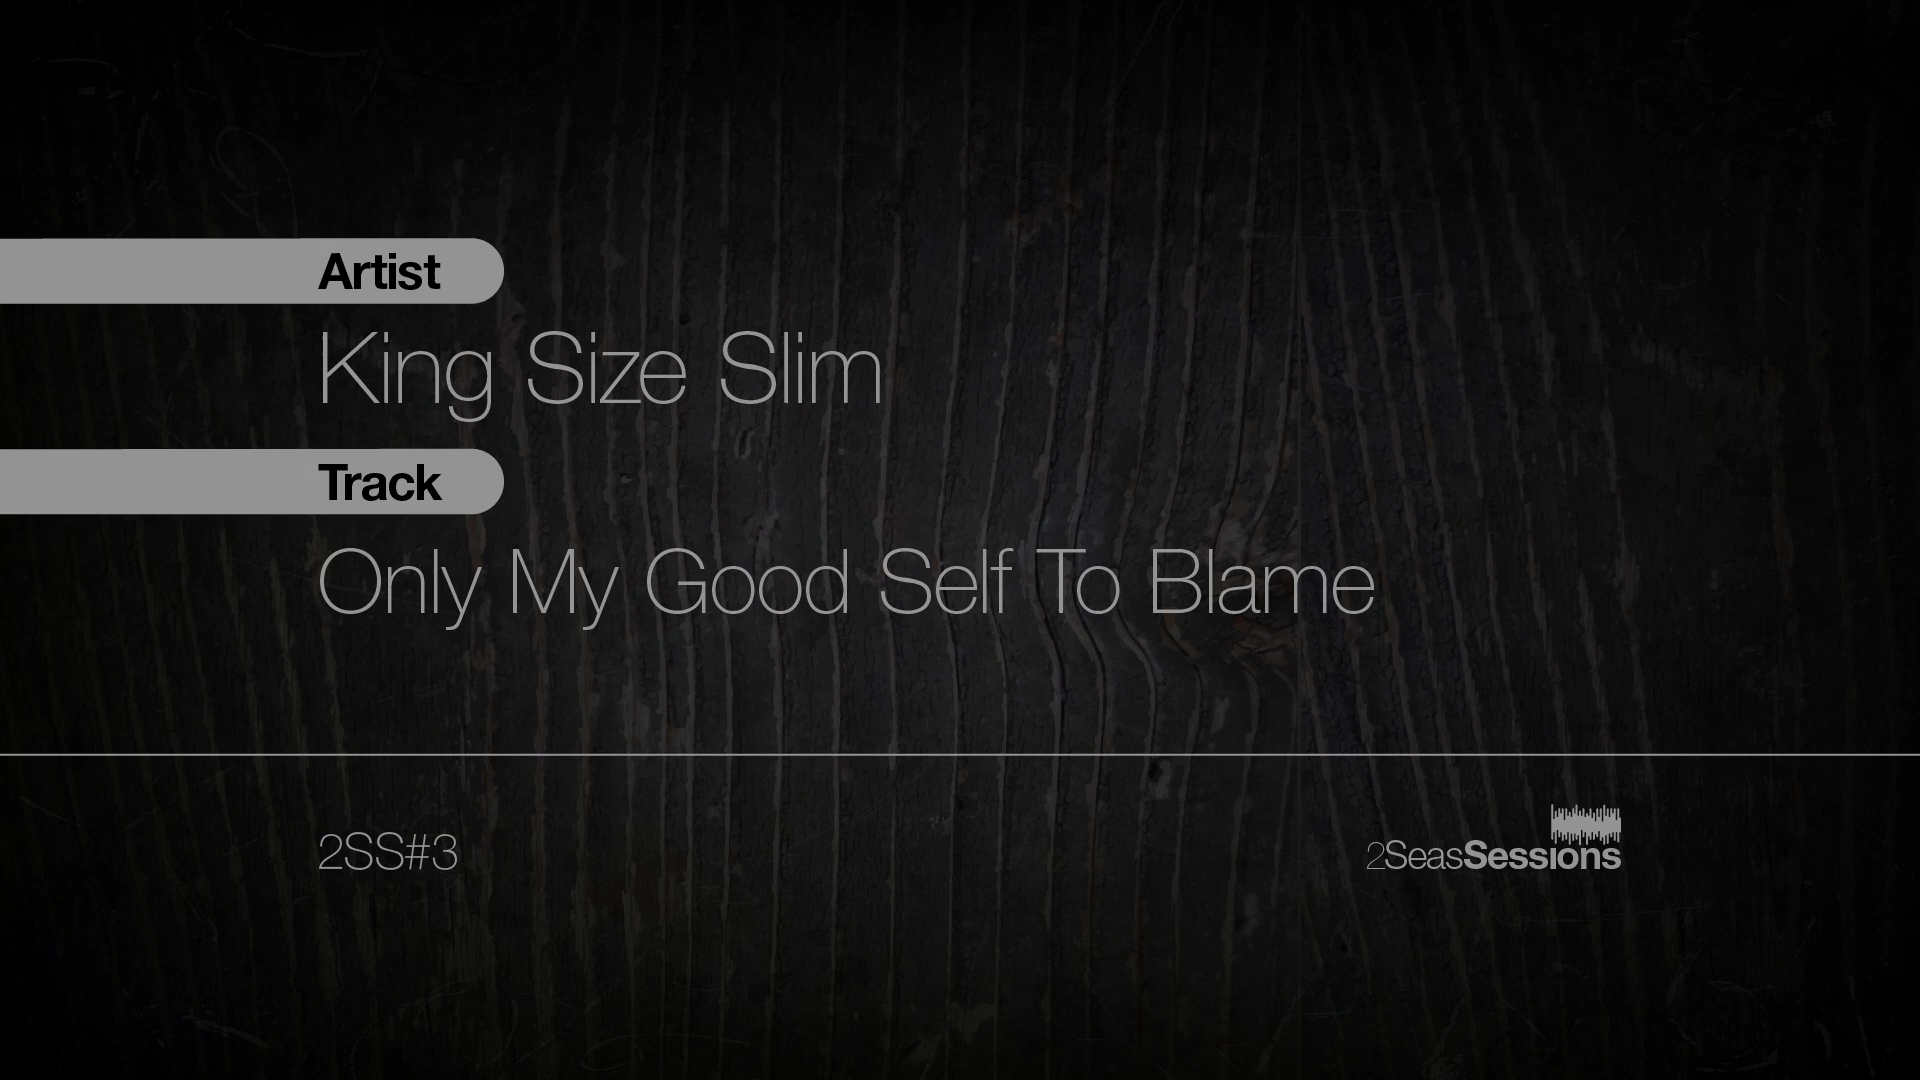 Artist
King Size Slim
Track
Only My Good Self To Blame
2SS#3
2SeasSessions